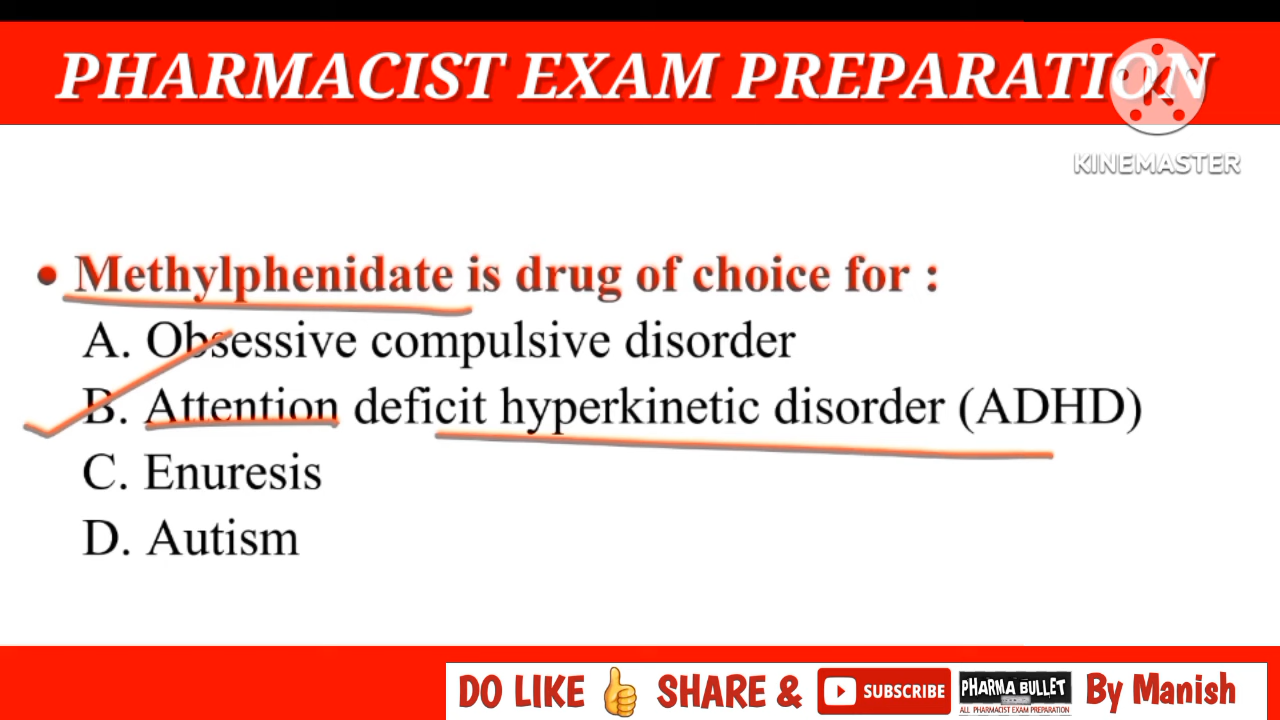 PHARMACIST EXAM PREPARATION
KINEMASTER
• Methylphenidate is drug of choice for :
A. Obsessive compulsive disorder
B. Attention deficit hyperkinetic disorder (ADHD)
C. Enuresis
D. Autism
DO LIKE 👍 SHARE & SUBSCRIBE PHARMA BULLET By Manish
ALL PHARMACIST EXAM PREPARATION